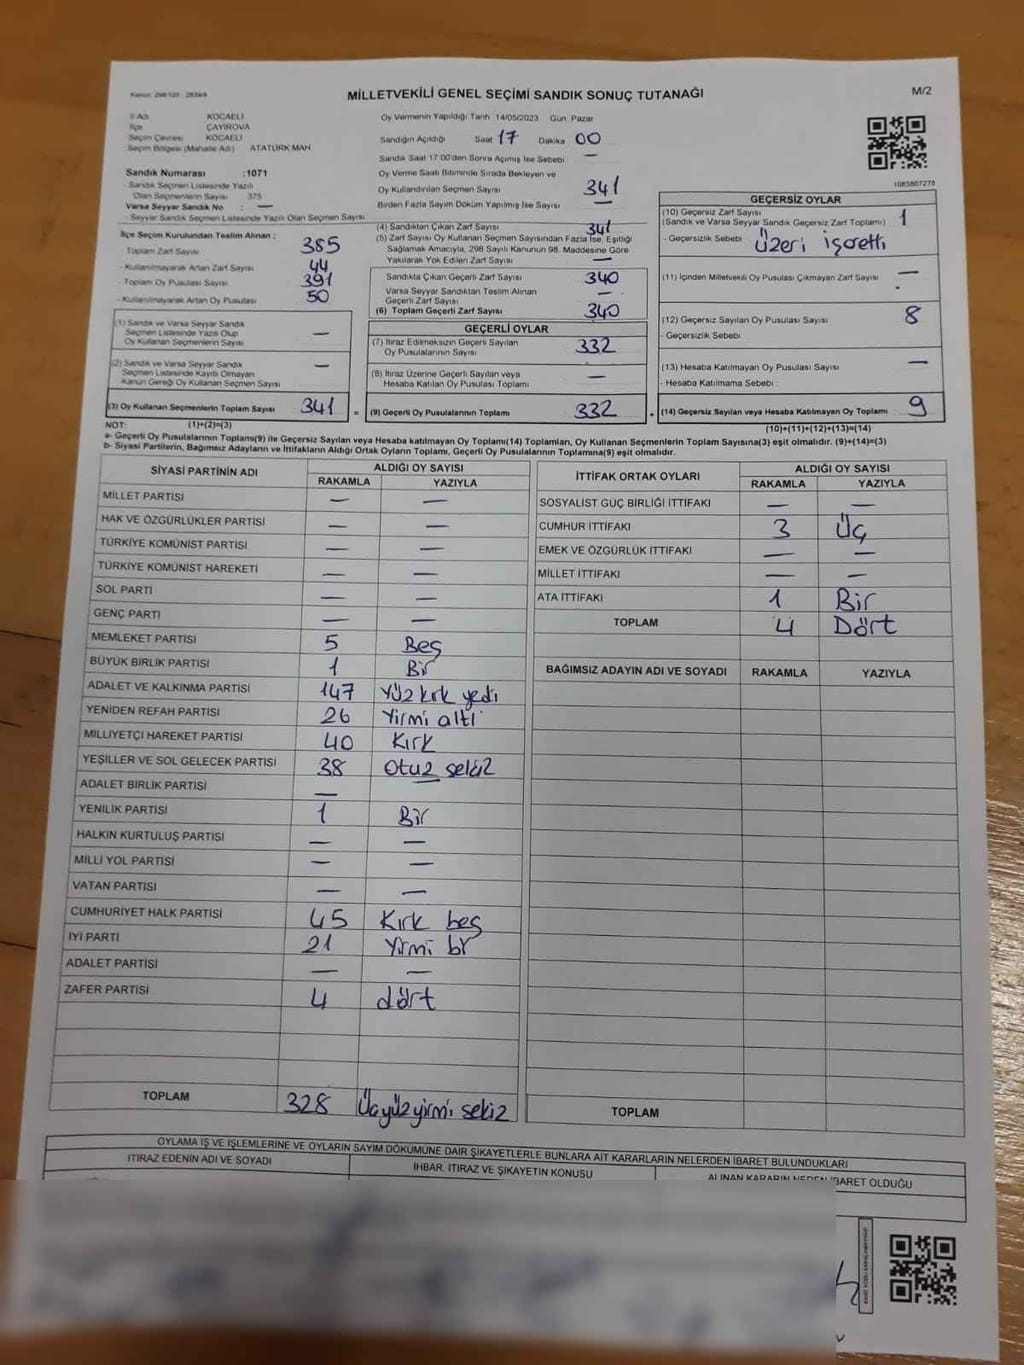 Kanun: 298/105 - 2839/4
MİLLETVEKİLİ GENEL SEÇİMİ SANDIK SONUÇ TUTANAĞI
M/2
İl Adı KOCAELİ
İlçe ÇAYIROVA
Seçim Çevresi KOCAELİ
Seçim Bölgesi (Mahalle Adı) ATATÜRK MAH
Sandık Numarası :1071
- Sandık Seçmen Listesinde Yazılı
Olan Seçmenlerin Sayısı 375
Varsa Seyyar Sandık No : —
- Seyyar Sandık Seçmen Listesinde Yazılı Olan Seçmen Sayısı
Oy Vermenin Yapıldığı Tarih 14/05/2023 Gün Pazar
Sandığın Açıldığı Saat 17 Dakika 00
Sandık Saat 17:00'den Sonra Açılmış İse Sebebi —
Oy Verme Saati Bitiminde Sırada Bekleyen ve
Oy Kullandırılan Seçmen Sayısı 341
Birden Fazla Sayım Döküm Yapılmış İse Sayısı —
1085807278
İlçe Seçim Kurulundan Teslim Alınan :
- Toplam Zarf Sayısı 385
- Kullanılmayarak Artan Zarf Sayısı 44
- Toplam Oy Pusulası Sayısı 391
- Kullanılmayarak Artan Oy Pusulası 50
(1) Sandık ve Varsa Seyyar Sandık
Seçmen Listesinde Yazılı Olup
Oy Kullanan Seçmenlerin Sayısı —
(2) Sandık ve Varsa Seyyar Sandık
Seçmen Listesinde Kayıtlı Olmayan
Kanun Gereği Oy Kullanan Seçmen Sayısı —
(3) Oy Kullanan Seçmenlerin Toplam Sayısı 341 =
(4) Sandıktan Çıkan Zarf Sayısı 341
(5) Zarf Sayısı Oy Kullanan Seçmen Sayısından Fazla İse, Eşitliği
Sağlamak Amacıyla, 298 Sayılı Kanunun 98. Maddesine Göre
Yakılarak Yok Edilen Zarf Sayısı —
Sandıkta Çıkan Geçerli Zarf Sayısı 340
Varsa Seyyar Sandıktan Teslim Alınan
Geçerli Zarf Sayısı —
(6) Toplam Geçerli Zarf Sayısı 340
GEÇERLİ OYLAR
(7) İtiraz Edilmeksizin Geçerli Sayılan
Oy Pusulalarının Sayısı 332
(8) İtiraz Üzerine Geçerli Sayılan veya
Hesaba Katılan Oy Pusulası Toplamı —
(9) Geçerli Oy Pusulalarının Toplamı 332
GEÇERSİZ OYLAR
(10) Geçersiz Zarf Sayısı 1
(Sandık ve Varsa Seyyar Sandık Geçersiz Zarf Toplamı)
- Geçersizlik Sebebi Üzeri işaretli
(11) İçinden Milletvekili Oy Pusulası Çıkmayan Zarf Sayısı —
(12) Geçersiz Sayılan Oy Pusulası Sayısı 8
- Geçersizlik Sebebi
(13) Hesaba Katılmayan Oy Pusulası Sayısı —
- Hesaba Katılmama Sebebi :
(14) Geçersiz Sayılan veya Hesaba Katılmayan Oy Toplamı 9
NOT: (1)+(2)=(3) (10)+(11)+(12)+(13)=(14)
a- Geçerli Oy Pusulalarının Toplamı(9) ile Geçersiz Sayılan veya Hesaba katılmayan Oy Toplamı(14) Toplamları, Oy Kullanan Seçmenlerin Toplam Sayısına(3) eşit olmalıdır. (9)+(14)=(3)
b- Siyasi Partilerin, Bağımsız Adayların ve İttifakların Aldığı Ortak Oyların Toplamı, Geçerli Oy Pusulalarının Toplamına(9) eşit olmalıdır.
SİYASİ PARTİNİN ADI ALDIĞI OY SAYISI
RAKAMLA YAZIYLA
MİLLET PARTİSİ — —
HAK VE ÖZGÜRLÜKLER PARTİSİ — —
TÜRKİYE KOMÜNİST PARTİSİ — —
TÜRKİYE KOMÜNİST HAREKETİ — —
SOL PARTİ — —
GENÇ PARTİ — —
MEMLEKET PARTİSİ 5 Beş
BÜYÜK BİRLİK PARTİSİ 1 Bir
ADALET VE KALKINMA PARTİSİ 147 Yüz kırk yedi
YENİDEN REFAH PARTİSİ 26 Yirmi altı
MİLLİYETÇİ HAREKET PARTİSİ 40 Kırk
YEŞİLLER VE SOL GELECEK PARTİSİ 38 Otuz sekiz
ADALET BİRLİK PARTİSİ — —
YENİLİK PARTİSİ 1 Bir
HALKIN KURTULUŞ PARTİSİ — —
MİLLİ YOL PARTİSİ — —
VATAN PARTİSİ — —
CUMHURİYET HALK PARTİSİ 45 Kırk beş
İYİ PARTİ 21 Yirmi bir
ADALET PARTİSİ — —
ZAFER PARTİSİ 4 dört
TOPLAM 328 Üçyüzyirmi sekiz
İTTİFAK ORTAK OYLARI ALDIĞI OY SAYISI
RAKAMLA YAZIYLA
SOSYALİST GÜÇ BİRLİĞİ İTTİFAKI — —
CUMHUR İTTİFAKI 3 Üç
EMEK VE ÖZGÜRLÜK İTTİFAKI — —
MİLLET İTTİFAKI — —
ATA İTTİFAKI 1 Bir
TOPLAM 4 Dört
BAĞIMSIZ ADAYIN ADI VE SOYADI RAKAMLA YAZIYLA
TOPLAM
OYLAMA İŞ VE İŞLEMLERİNE VE OYLARIN SAYIM DÖKÜMÜNE DAİR ŞİKAYETLERLE BUNLARA AİT KARARLARIN NELERDEN İBARET BULUNDUKLARI
İTİRAZ EDENİN ADI VE SOYADI İHBAR, İTİRAZ VE ŞİKAYETİN KONUSU ALINAN KARARIN NEDEN İBARET OLDUĞU